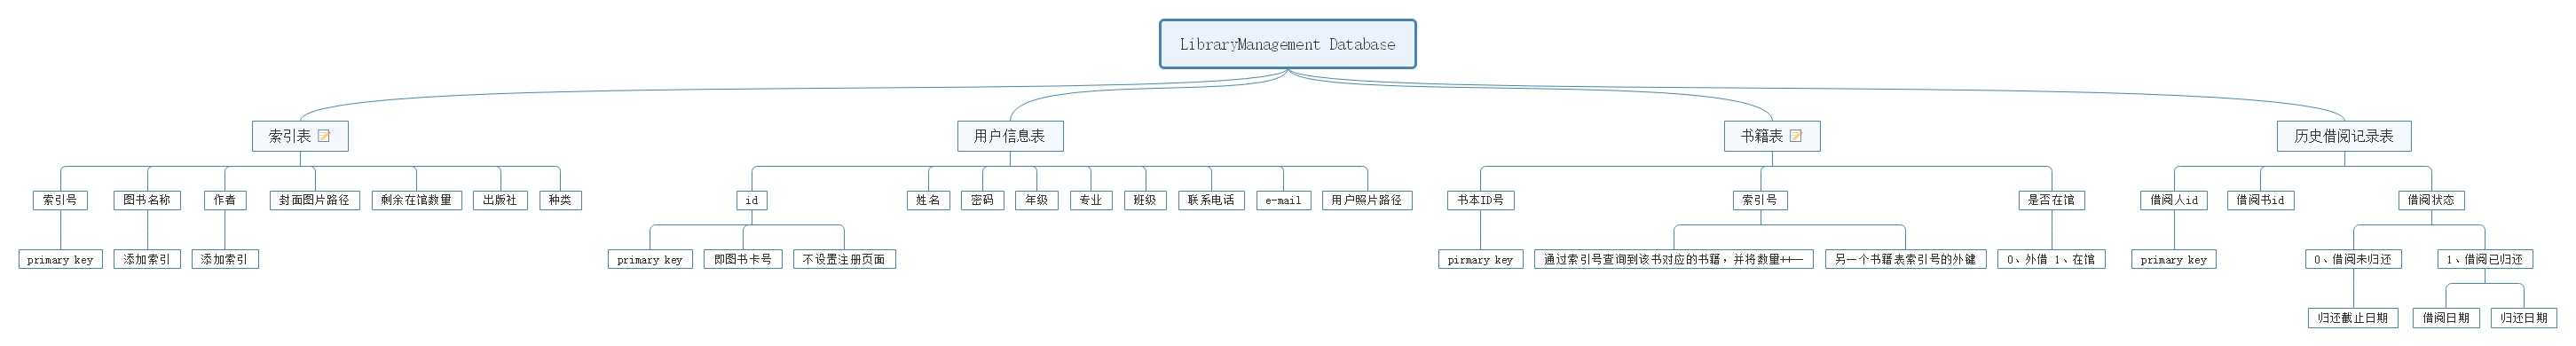 LibraryManagement Database
索引表
用户信息表
书籍表
历史借阅记录表
索引号
图书名称
作者
封面图片路径
剩余在馆数量
出版社
种类
id
姓名
密码
年级
专业
班级
联系电话
e-mail
用户照片路径
书本ID号
索引号
是否在馆
借阅人id
借阅书id
借阅状态
primary key
添加索引
添加索引
primary key
即图书卡号
不设置注册页面
pirmary key
通过索引号查询到该书对应的书籍，并将数量++--
另一个书籍表索引号的外键
0、外借 1、在馆
primary key
0、借阅未归还
1、借阅已归还
归还截止日期
借阅日期
归还日期